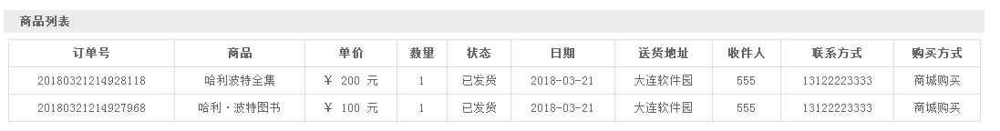 商品列表
订单号 商品 单价 数量 状态 日期 送货地址 收件人 联系方式 购买方式
20180321214928118 哈利波特全集 ￥ 200 元 1 已发货 2018-03-21 大连软件园 555 13122223333 商城购买
20180321214927968 哈利·波特图书 ￥ 100 元 1 已发货 2018-03-21 大连软件园 555 13122223333 商城购买